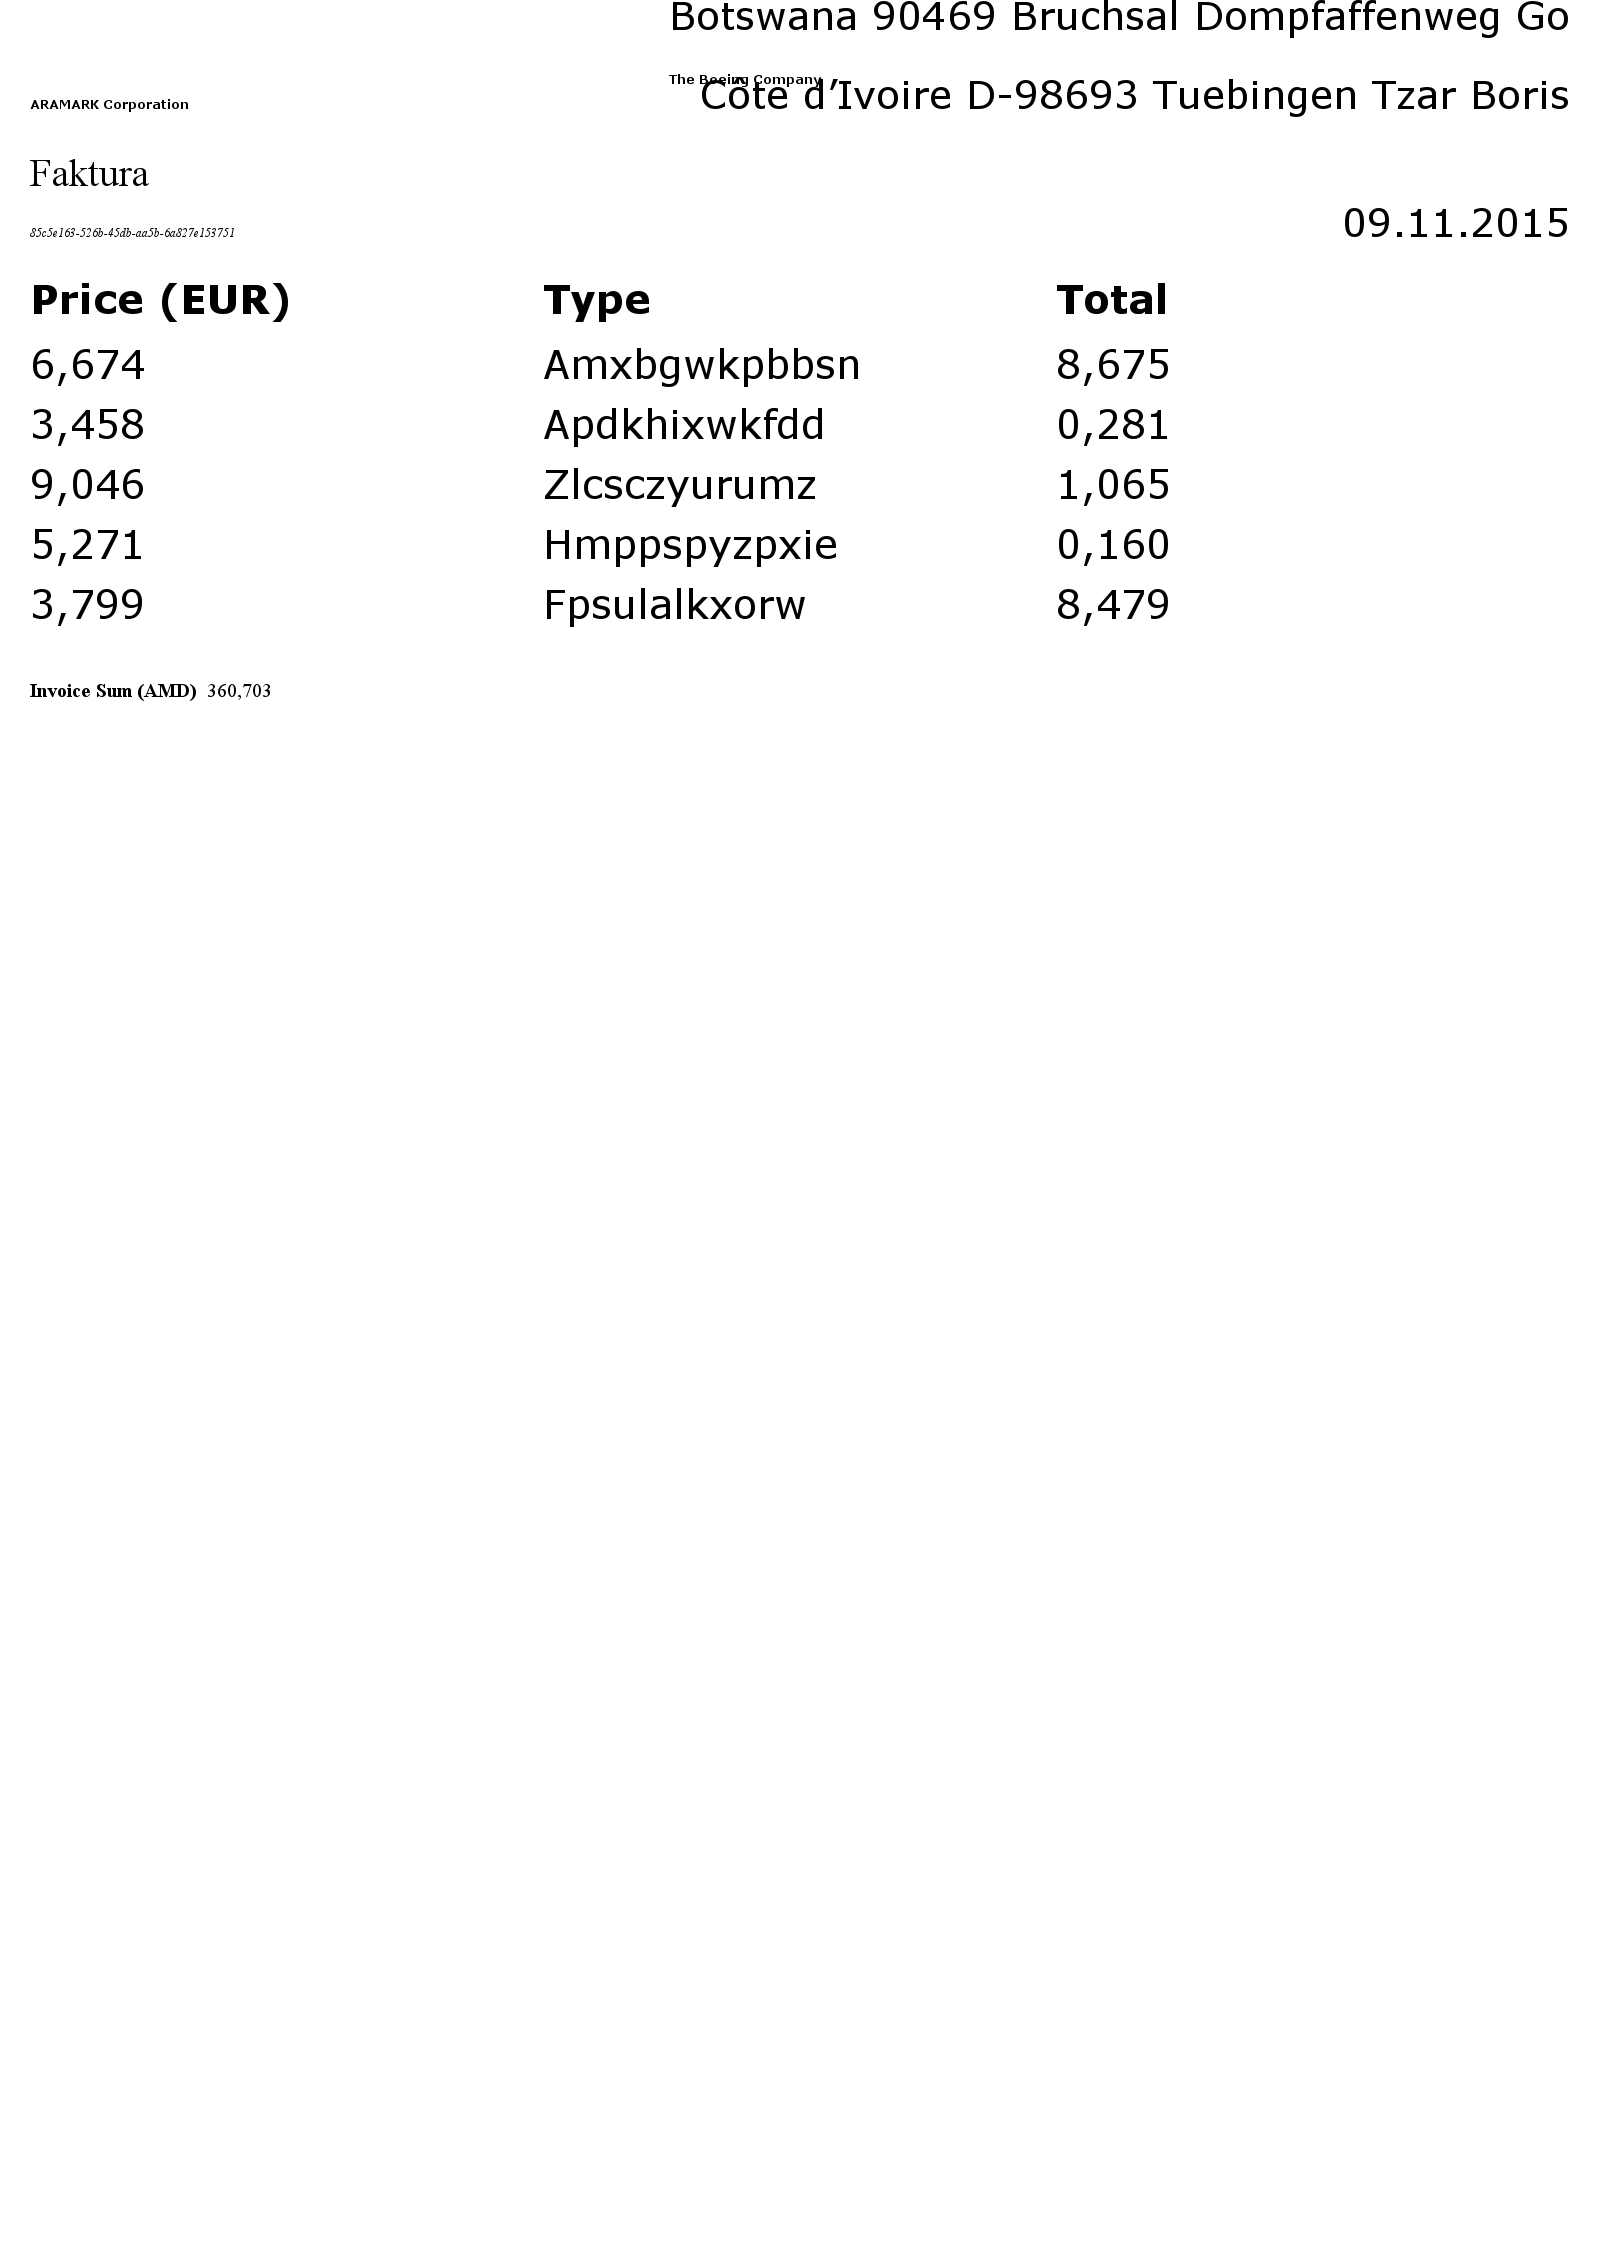 Botswana 90469 Bruchsal Dompfaffenweg Go
The Boeing Company
Côte d’Ivoire D-98693 Tuebingen Tzar Boris
ARAMARK Corporation
Faktura
85c5e163-526b-45db-aa5b-6a827e153751
09.11.2015
Price (EUR) Type Total
6,674 Amxbgwkpbbsn 8,675
3,458 Apdkhixwkfdd 0,281
9,046 Zlcsczyurumz 1,065
5,271 Hmppspyzpxie 0,160
3,799 Fpsulalkxorw 8,479
Invoice Sum (AMD) 360,703